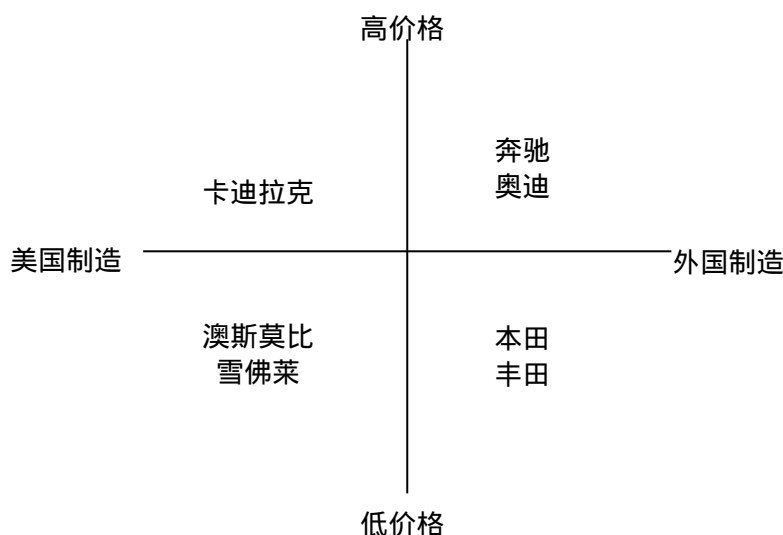 高价格
奔驰
奥迪
卡迪拉克
美国制造
外国制造
澳斯莫比
雪佛莱
本田
丰田
低价格